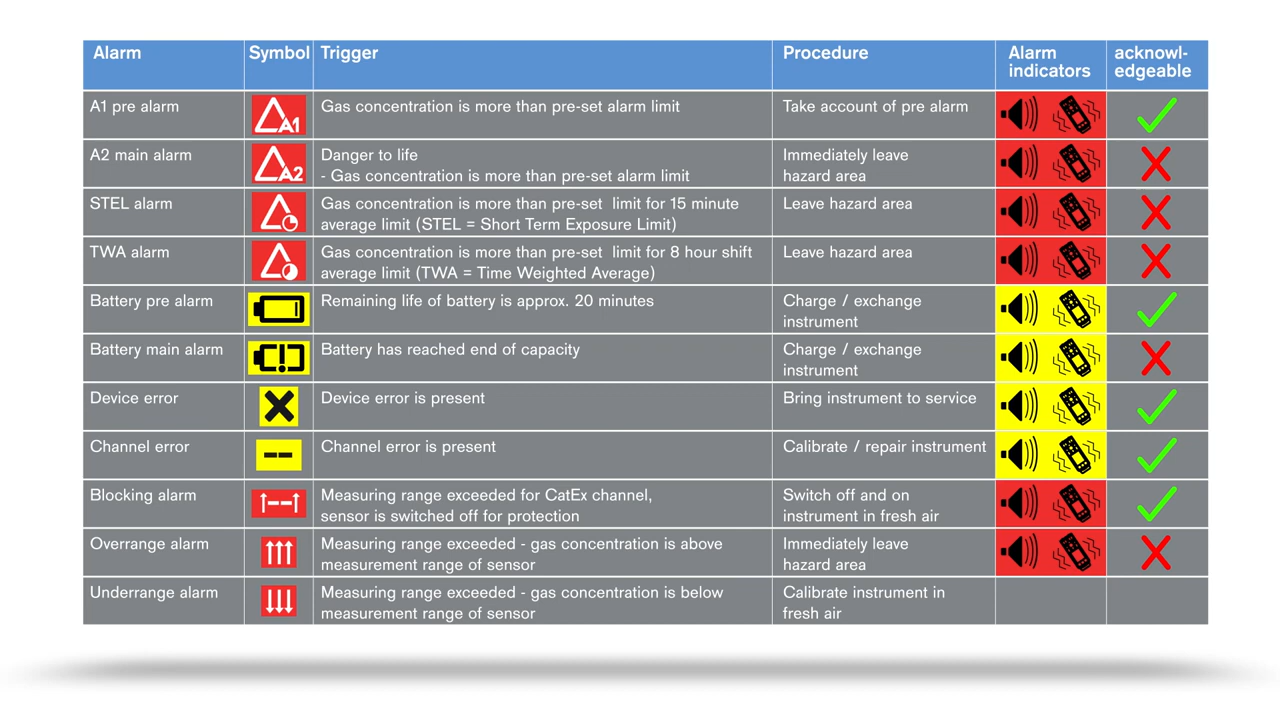 Alarm Symbol Trigger Procedure Alarm indicators acknowl-edgeable
A1 pre alarm
A1
Gas concentration is more than pre-set alarm limit
Take account of pre alarm
A2 main alarm
A2
Danger to life
- Gas concentration is more than pre-set alarm limit
Immediately leave
hazard area
STEL alarm
Gas concentration is more than pre-set limit for 15 minute
average limit (STEL = Short Term Exposure Limit)
Leave hazard area
TWA alarm
Gas concentration is more than pre-set limit for 8 hour shift
average limit (TWA = Time Weighted Average)
Leave hazard area
Battery pre alarm
Remaining life of battery is approx. 20 minutes
Charge / exchange
instrument
Battery main alarm
Battery has reached end of capacity
Charge / exchange
instrument
Device error
Device error is present
Bring instrument to service
Channel error
Channel error is present
Calibrate / repair instrument
Blocking alarm
Measuring range exceeded for CatEx channel,
sensor is switched off for protection
Switch off and on
instrument in fresh air
Overrange alarm
Measuring range exceeded - gas concentration is above
measurement range of sensor
Immediately leave
hazard area
Underrange alarm
Measuring range exceeded - gas concentration is below
measurement range of sensor
Calibrate instrument in
fresh air